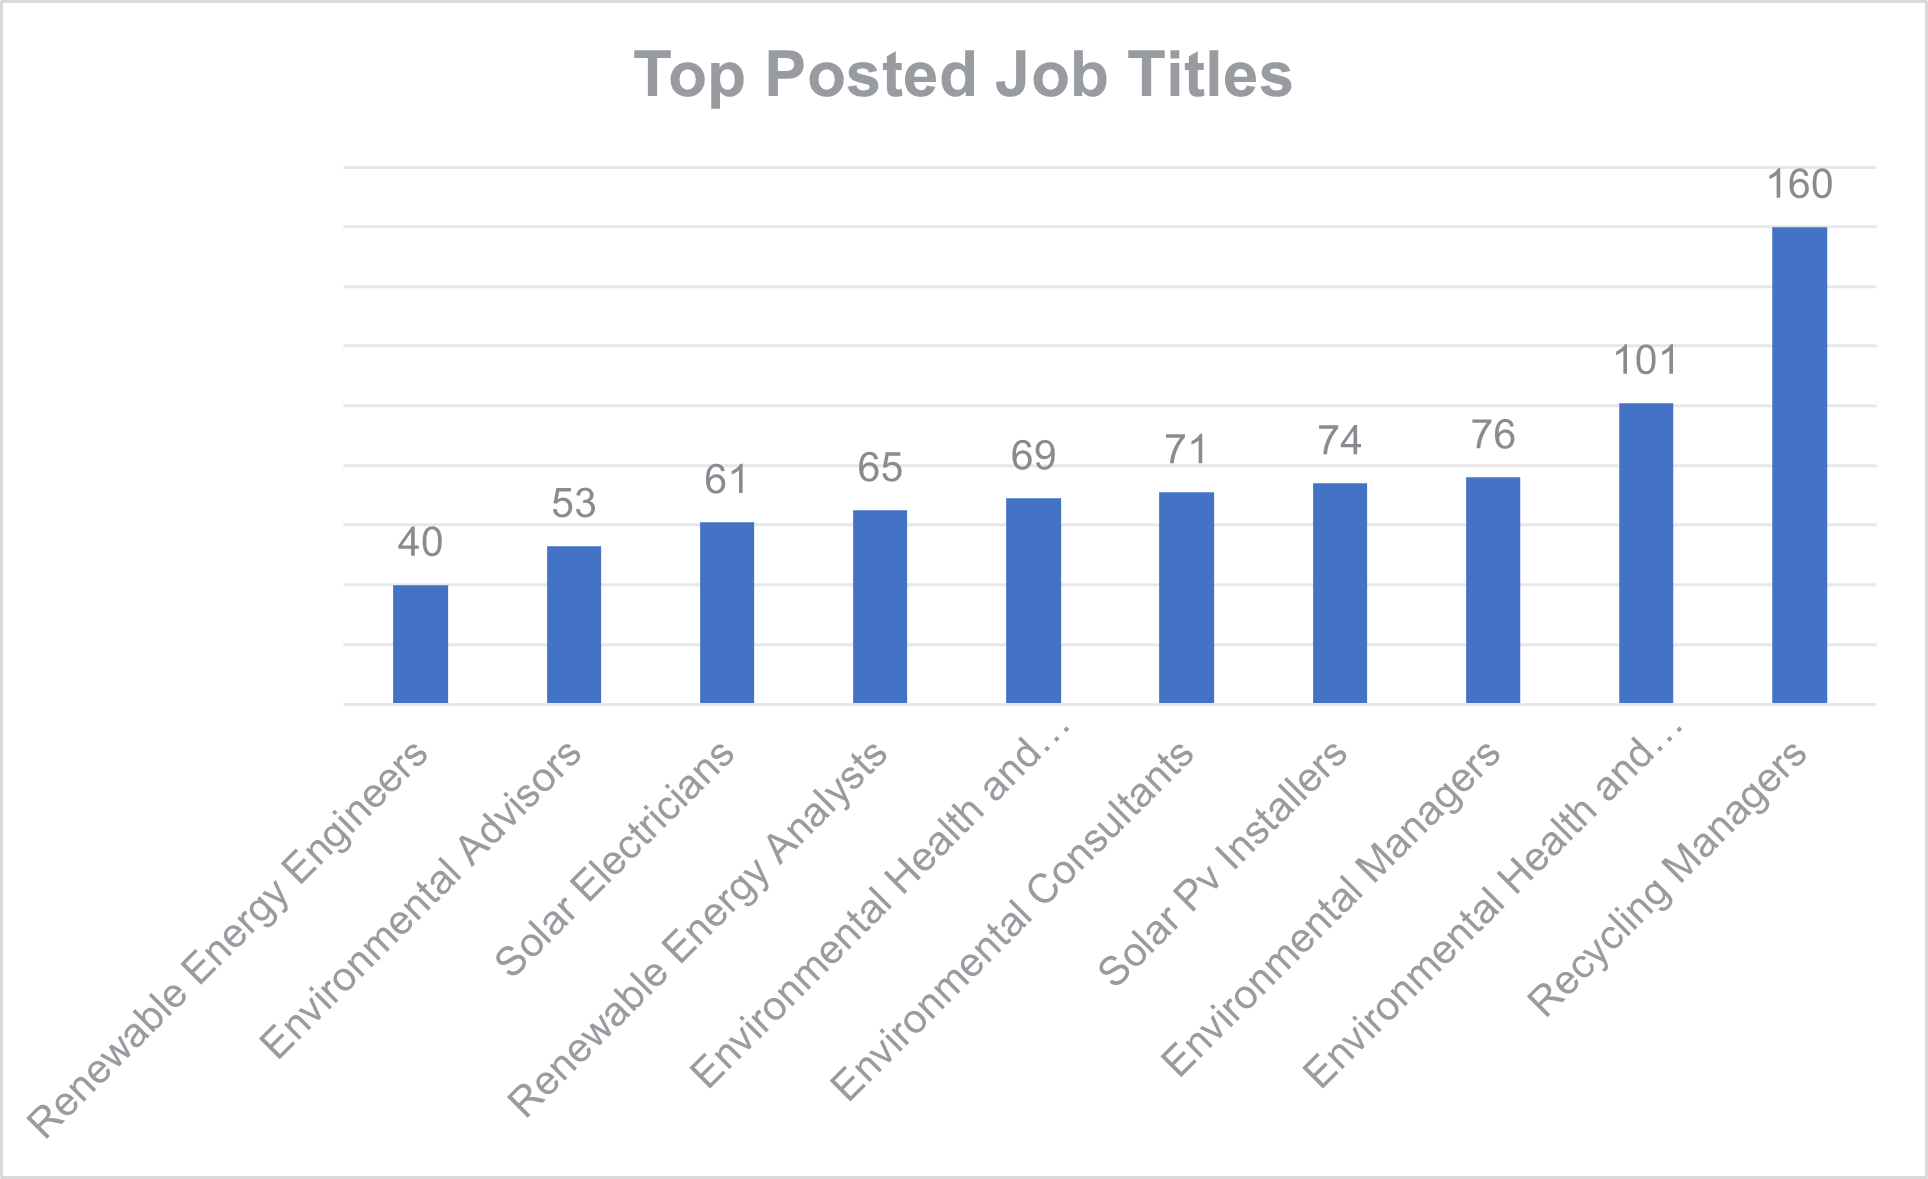 Top Posted Job Titles
40
53
61
65
69
71
74
76
101
160
Renewable Energy Engineers
Environmental Advisors
Solar Electricians
Renewable Energy Analysts
Environmental Health and…
Environmental Consultants
Solar Pv Installers
Environmental Managers
Environmental Health and…
Recycling Managers